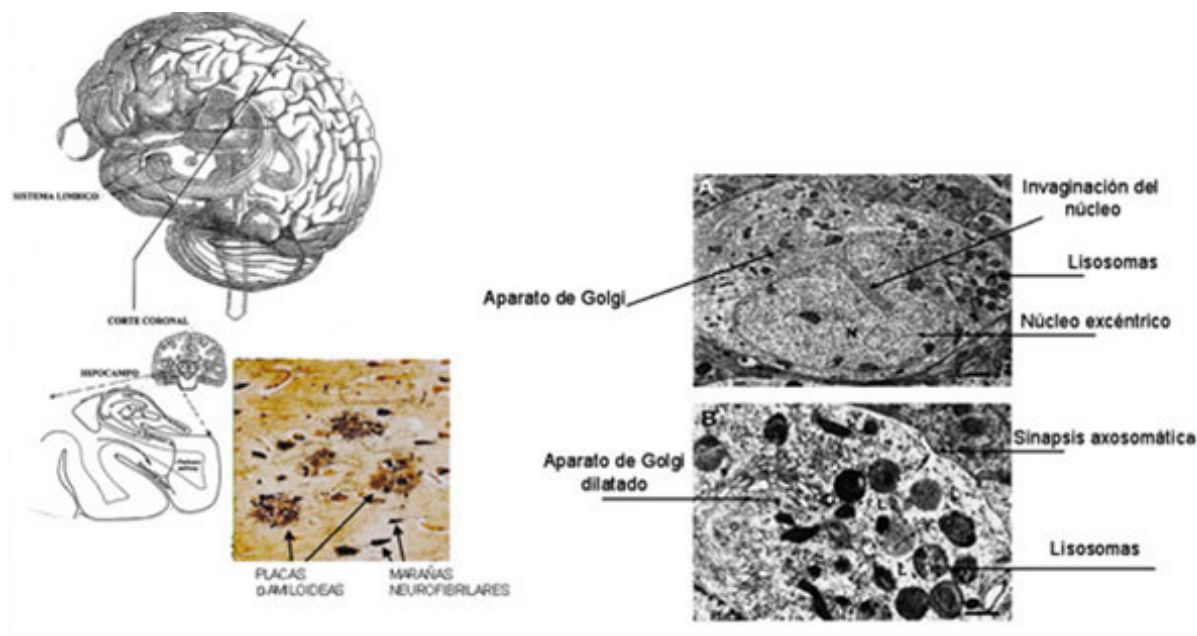 SISTEMA LIMBICO
CORTE CORONAL
HIPOCAMPO
PLACAS
AMILOIDEAS
MARAÑAS
NEUROFIBRILARES
A
Invaginación del
núcleo
Lisosomas
Aparato de Golgi
Núcleo excéntrico
N
B
Sinapsis axosomática
Aparato de Golgi
dilatado
L
L
Lisosomas